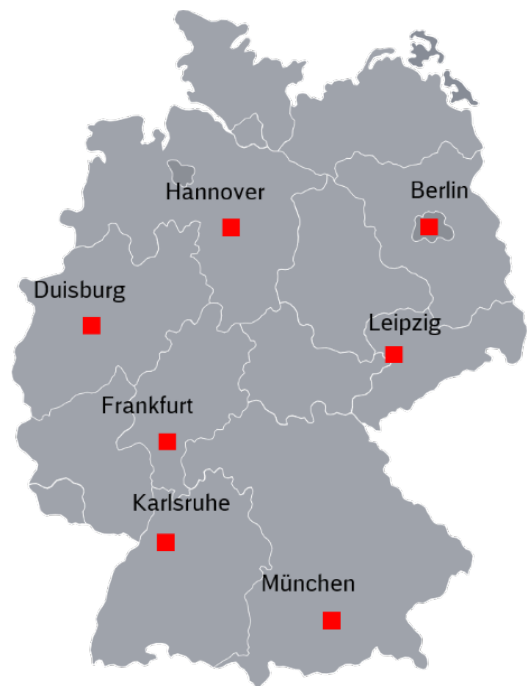 Hannover
Berlin
Duisburg
Leipzig
Frankfurt
Karlsruhe
München